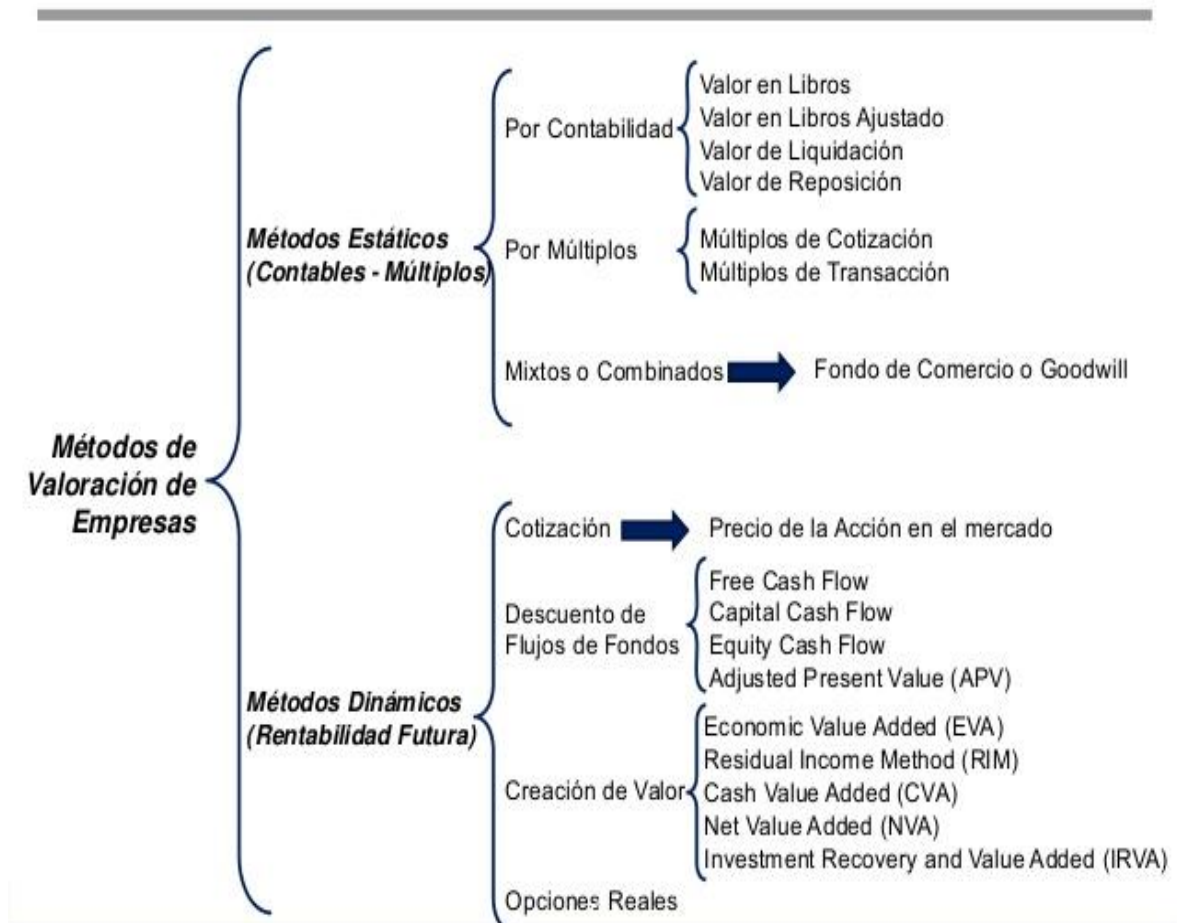 Métodos de
Valoración de
Empresas
Métodos Estáticos
(Contables - Múltiplos)
Por Contabilidad
Valor en Libros
Valor en Libros Ajustado
Valor de Liquidación
Valor de Reposición
Por Múltiplos
Múltiplos de Cotización
Múltiplos de Transacción
Mixtos o Combinados
Fondo de Comercio o Goodwill
Métodos Dinámicos
(Rentabilidad Futura)
Cotización
Precio de la Acción en el mercado
Descuento de
Flujos de Fondos
Free Cash Flow
Capital Cash Flow
Equity Cash Flow
Adjusted Present Value (APV)
Creación de Valor
Economic Value Added (EVA)
Residual Income Method (RIM)
Cash Value Added (CVA)
Net Value Added (NVA)
Investment Recovery and Value Added (IRVA)
Opciones Reales